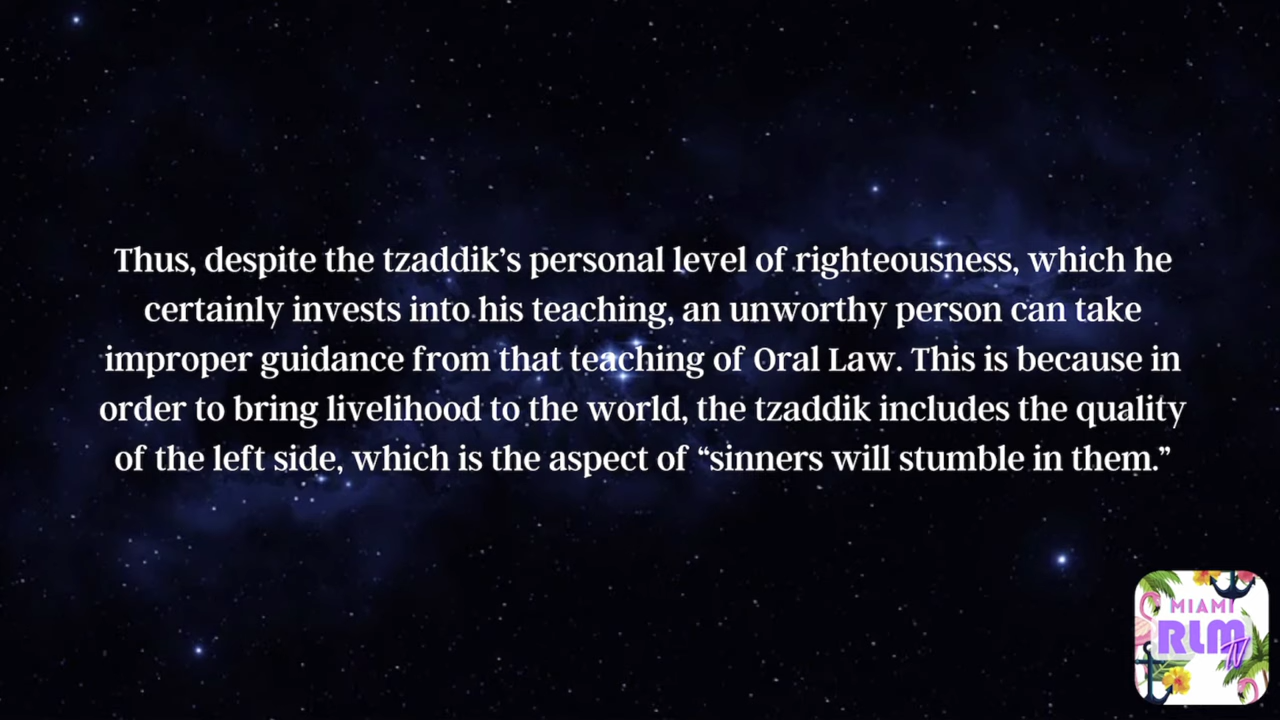 Thus, despite the tzaddik’s personal level of righteousness, which he
certainly invests into his teaching, an unworthy person can take
improper guidance from that teaching of Oral Law. This is because in
order to bring livelihood to the world, the tzaddik includes the quality
of the left side, which is the aspect of “sinners will stumble in them.”
MIAMI
RLM
TV